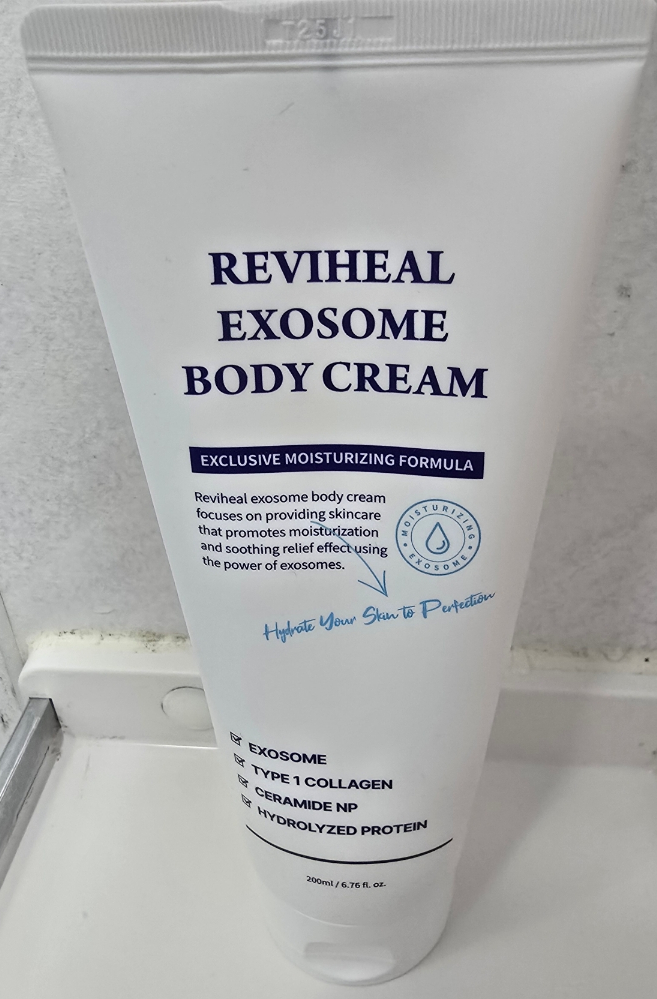 T25J1
REVIHEAL
EXOSOME
BODY CREAM
EXCLUSIVE MOISTURIZING FORMULA
Reviheal exosome body cream
focuses on providing skincare
that promotes moisturization
and soothing relief effect using
the power of exosomes.
MOISTURIZING
EXOSOME
Hydrate Your Skin to Perfection
EXOSOME
TYPE 1 COLLAGEN
CERAMIDE NP
HYDROLYZED PROTEIN
200ml / 6.76 fl. oz.